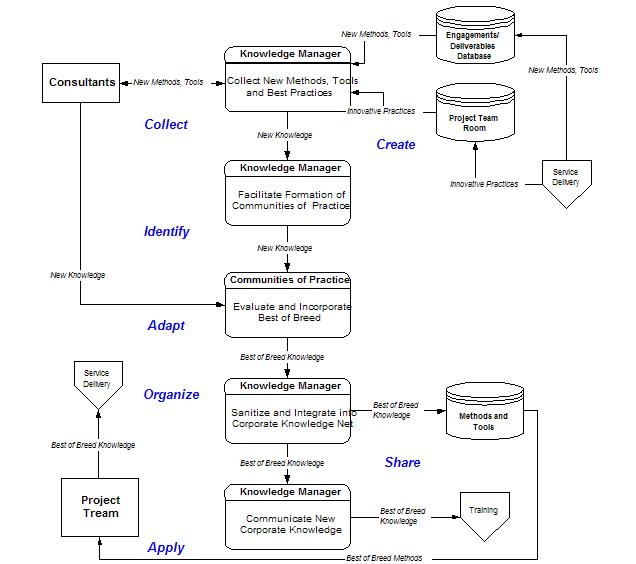 New Methods, Tools
Engagements/
Deliverables
Database
Knowledge Manager
New Methods, Tools
Consultants
New Methods, Tools
Collect New Methods, Tools
and Best Practices
Innovative Practices
Project Team
Room
Collect
New Knowledge
Create
Knowledge Manager
Service
Delivery
Innovative Practices
Facilitate Formation of
Communities of Practice
Identify
New Knowledge
New Knowledge
Communities of Practice
Evaluate and Incorporate
Best of Breed
Adapt
Best of Breed Knowledge
Service
Delivery
Knowledge Manager
Organize
Best of Breed
Knowledge
Sanitize and Integrate into
Corporate Knowledge Net
Methods and
Tools
Best of Breed Knowledge
Best of Breed Knowledge
Share
Knowledge Manager
Project
Tream
Communicate New
Corporate Knowledge
Best of Breed
Knowledge
Training
Apply
Best of Breed Methods